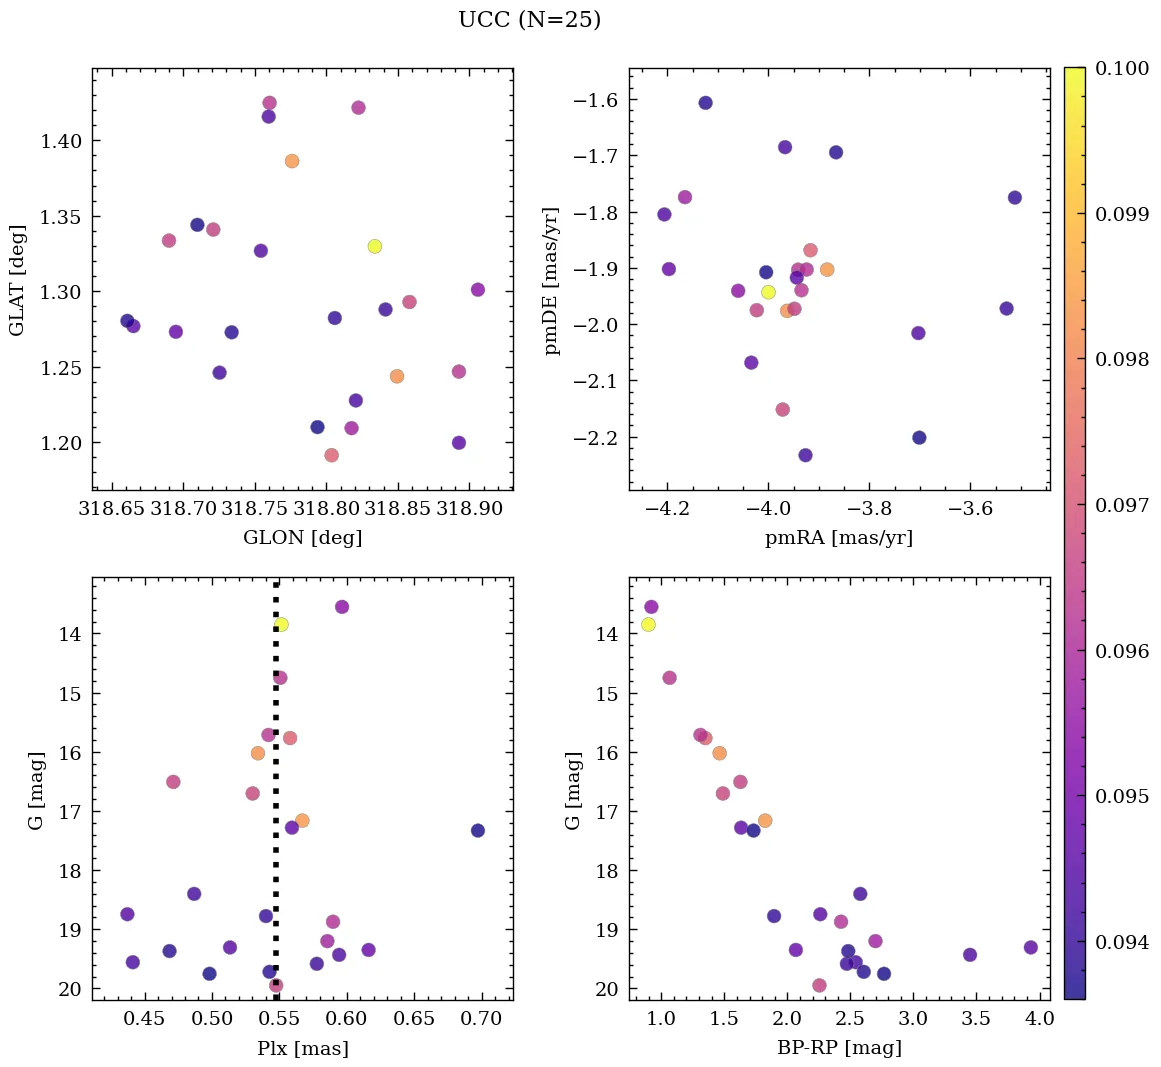 UCC (N=25)
1.40
1.35
1.30
1.25
1.20
GLAT [deg]
318.65 318.70 318.75 318.80 318.85 318.90
GLON [deg]
−1.6
−1.7
−1.8
−1.9
−2.0
−2.1
−2.2
pmDE [mas/yr]
−4.2 −4.0 −3.8 −3.6
pmRA [mas/yr]
14
15
16
17
18
19
20
G [mag]
0.45 0.50 0.55 0.60 0.65 0.70
Plx [mas]
14
15
16
17
18
19
20
G [mag]
1.0 1.5 2.0 2.5 3.0 3.5 4.0
BP-RP [mag]
0.100
0.099
0.098
0.097
0.096
0.095
0.094